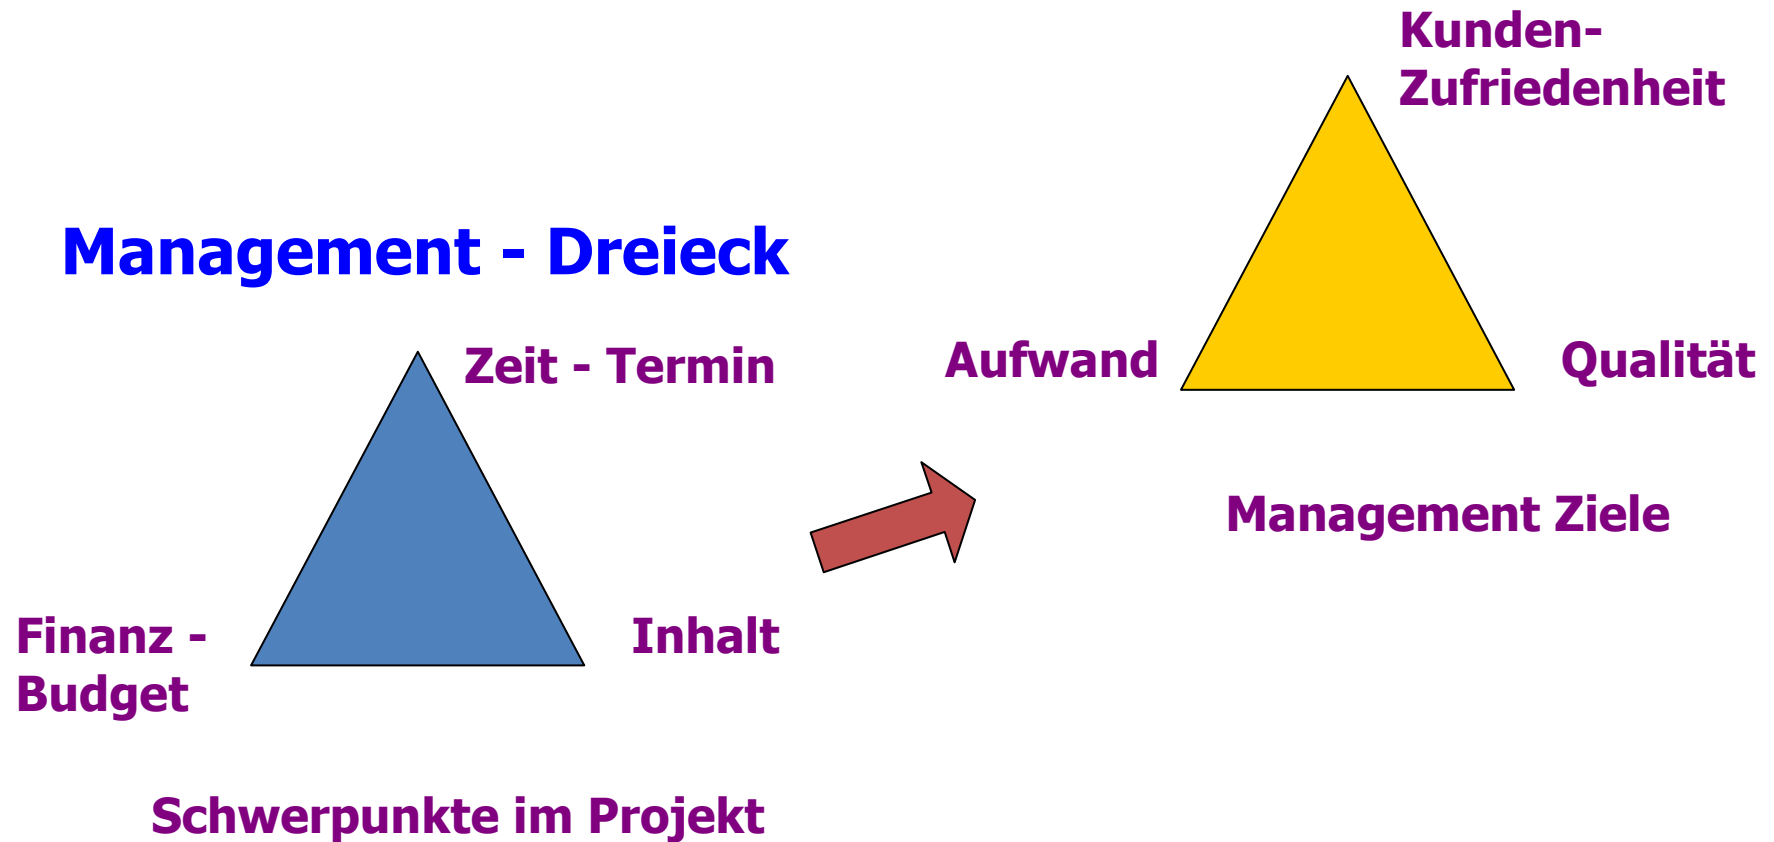 Management - Dreieck
Zeit - Termin
Finanz -
Budget
Inhalt
Schwerpunkte im Projekt
Kunden-
Zufriedenheit
Aufwand
Qualität
Management Ziele